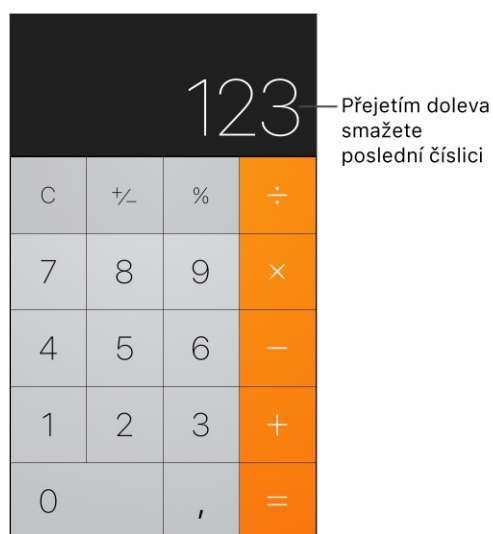 123
Přejetím doleva
smažete
poslední číslici
C +/- % ÷
7 8 9 ×
4 5 6 −
1 2 3 +
0 , =